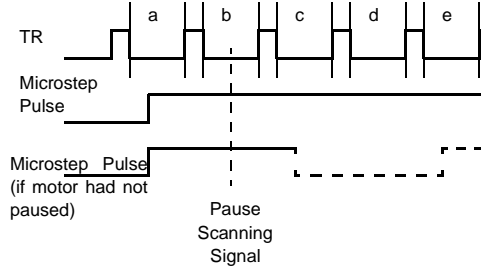 a b c d e
TR
Microstep
Pulse
Microstep Pulse
(if motor had not
paused)
Pause
Scanning
Signal